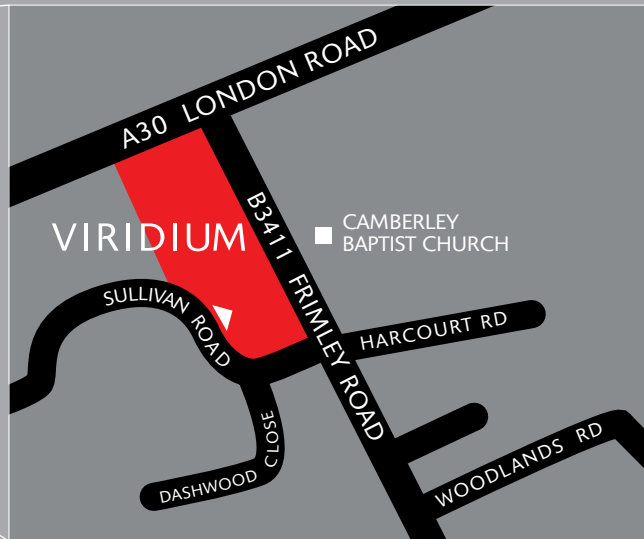 A30 LONDON ROAD
VIRIDIUM
B3411 FRIMLEY ROAD
CAMBERLEY
BAPTIST CHURCH
SULLIVAN ROAD
HARCOURT RD
DASHWOOD CLOSE
WOODLANDS RD